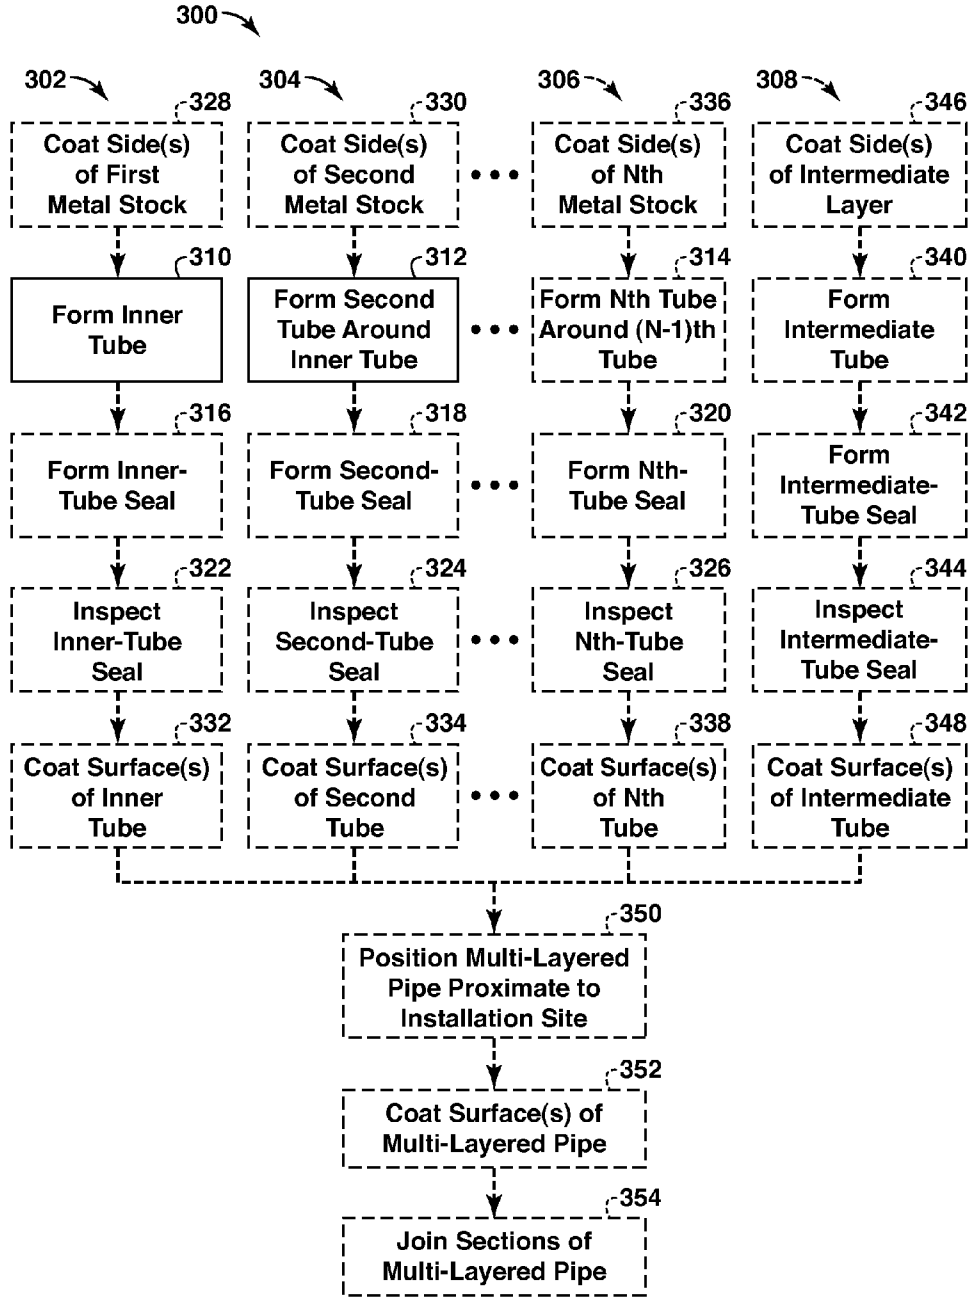 300
302
304
306
308
328
330
336
346
Coat Side(s)
of First
Metal Stock
Coat Side(s)
of Second
Metal Stock
Coat Side(s)
of Nth
Metal Stock
Coat Side(s)
of Intermediate
Layer
310
312
314
340
Form Inner
Tube
Form Second
Tube Around
Inner Tube
Form Nth Tube
Around (N-1)th
Tube
Form
Intermediate
Tube
316
318
320
342
Form Inner-
Tube Seal
Form Second-
Tube Seal
Form Nth-
Tube Seal
Form
Intermediate-
Tube Seal
322
324
326
344
Inspect
Inner-Tube
Seal
Inspect
Second-Tube
Seal
Inspect
Nth-Tube
Seal
Inspect
Intermediate-
Tube Seal
332
334
338
348
Coat Surface(s)
of Inner
Tube
Coat Surface(s)
of Second
Tube
Coat Surface(s)
of Nth
Tube
Coat Surface(s)
of Intermediate
Tube
350
Position Multi-Layered
Pipe Proximate to
Installation Site
352
Coat Surface(s) of
Multi-Layered Pipe
354
Join Sections of
Multi-Layered Pipe